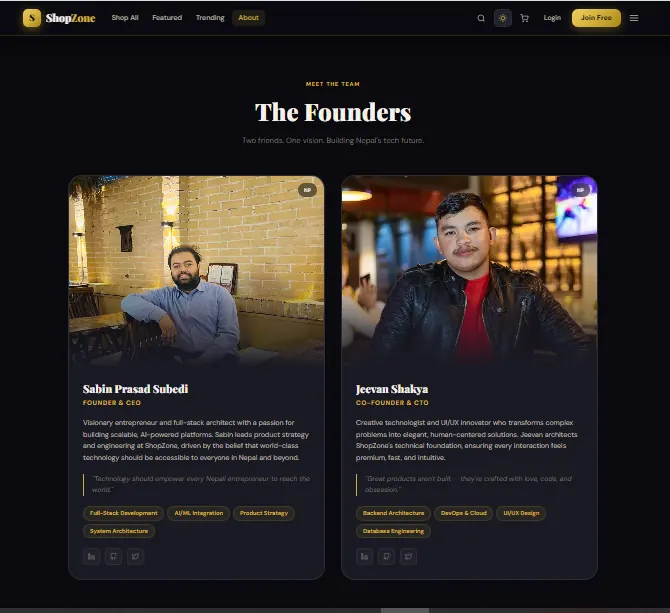 S ShopZone Shop All Featured Trending About Login Join Free
MEET THE TEAM
The Founders
Two friends. One vision. Building Nepal's tech future.
NP
Sabin Prasad Subedi
FOUNDER & CEO
Visionary entrepreneur and full-stack architect with a passion for
building scalable, AI-powered platforms. Sabin leads product strategy
and engineering at ShopZone, driven by the belief that world-class
technology should be accessible to everyone in Nepal and beyond.
"Technology should empower every Nepali entrepreneur to reach the
world."
Full-Stack Development AI/ML Integration Product Strategy
System Architecture
NP
Jeevan Shakya
CO-FOUNDER & CTO
Creative technologist and UI/UX innovator who transforms complex
problems into elegant, human-centered solutions. Jeevan architects
ShopZone's technical foundation, ensuring every interaction feels
premium, fast, and intuitive.
"Great products aren't built — they're crafted with love, code, and
obsession."
Backend Architecture DevOps & Cloud UI/UX Design
Database Engineering